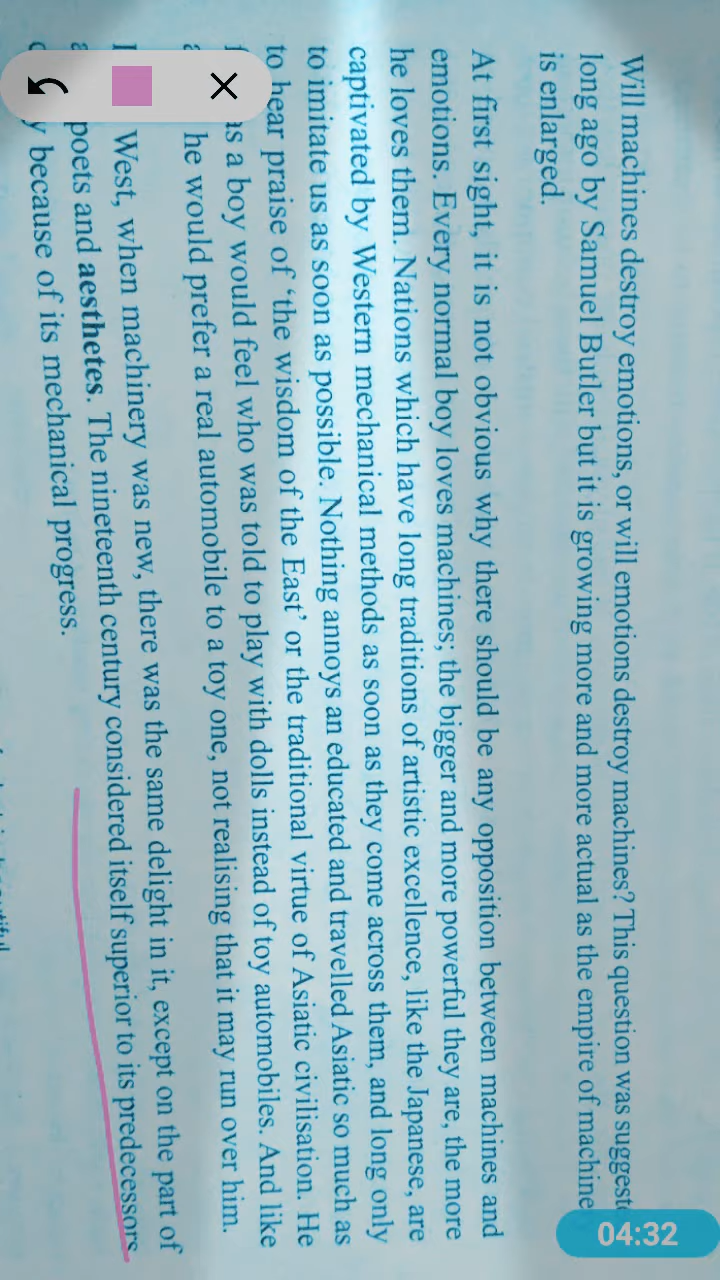 Will machines destroy emotions, or will emotions destroy machines? This question was
long ago by Samuel Butler but it is growing more and more actual as the empire of
is enlarged.
At first sight, it is not obvious why there should be any opposition between machines and
emotions. Every normal boy loves machines; the bigger and more powerful they are, the more
he loves them. Nations which have long traditions of artistic excellence, like the Japanese, are
captivated by Western mechanical methods as soon as they come across them, and long only
to imitate us as soon as possible. Nothing annoys an educated and travelled Asiatic so much as
to hear praise of ‘the wisdom of the East’ or the traditional virtue of Asiatic civilisation. He
as a boy would feel who was told to play with dolls instead of toy automobiles. And like
he would prefer a real automobile to a toy one, not realising that it may run over him.
West, when machinery was new, there was the same delight in it, except on the part of
poets and aesthetes. The nineteenth century considered itself superior to its predecessors
because of its mechanical progress.
04:32